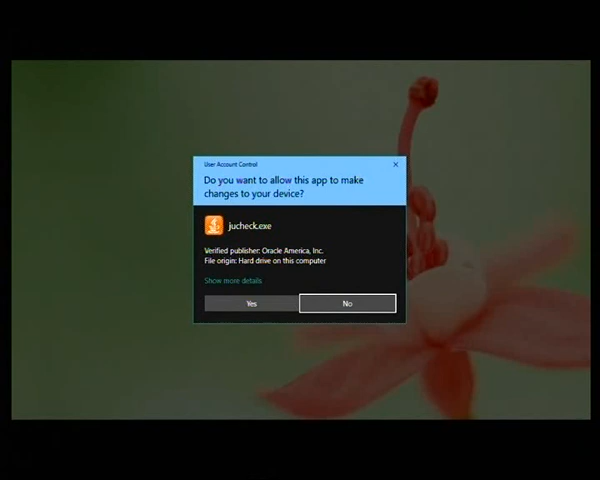 User Account Control
Do you want to allow this app to make
changes to your device?
jucheck.exe
Verified publisher: Oracle America, Inc.
File origin: Hard drive on this computer
Show more details
Yes
No